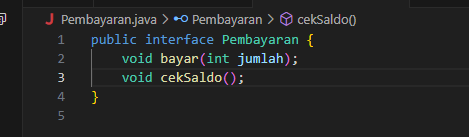 J Pembayaran.java > Pembayaran > cekSaldo()
1 public interface Pembayaran {
2 void bayar(int jumlah);
3 void cekSaldo();
4 }
5